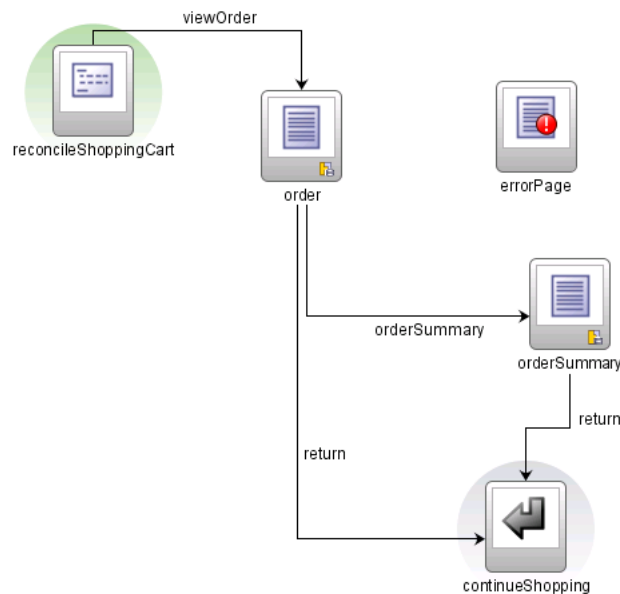 viewOrder
reconcileShoppingCart
order
errorPage
orderSummary
orderSummary
return
return
continueShopping